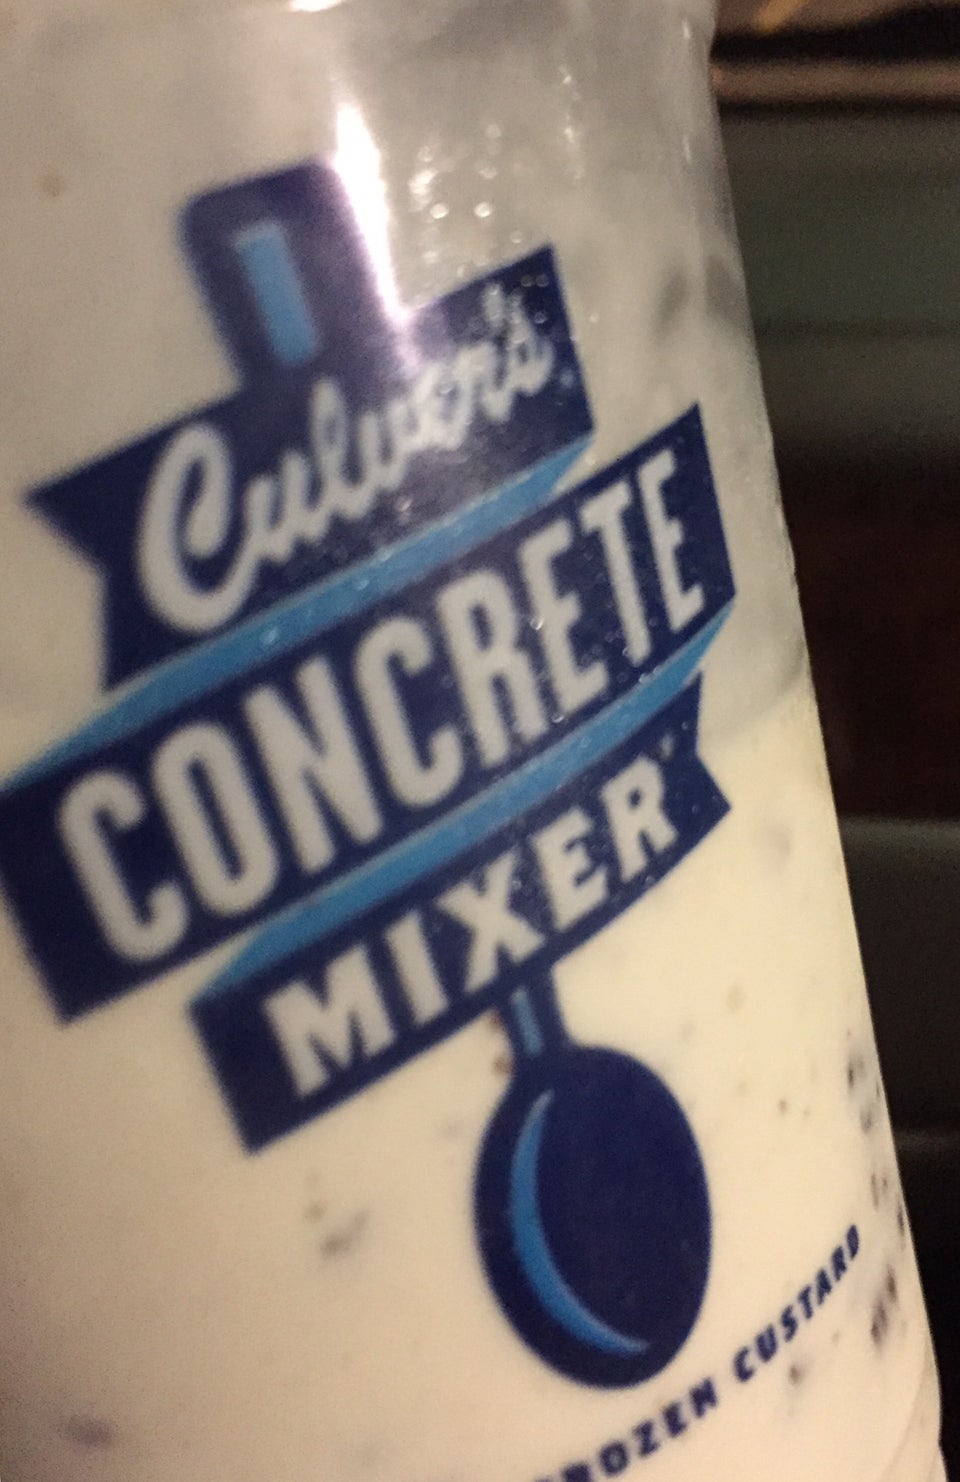 Culver's
CONCRETE
MIXER
FROZEN CUSTARD